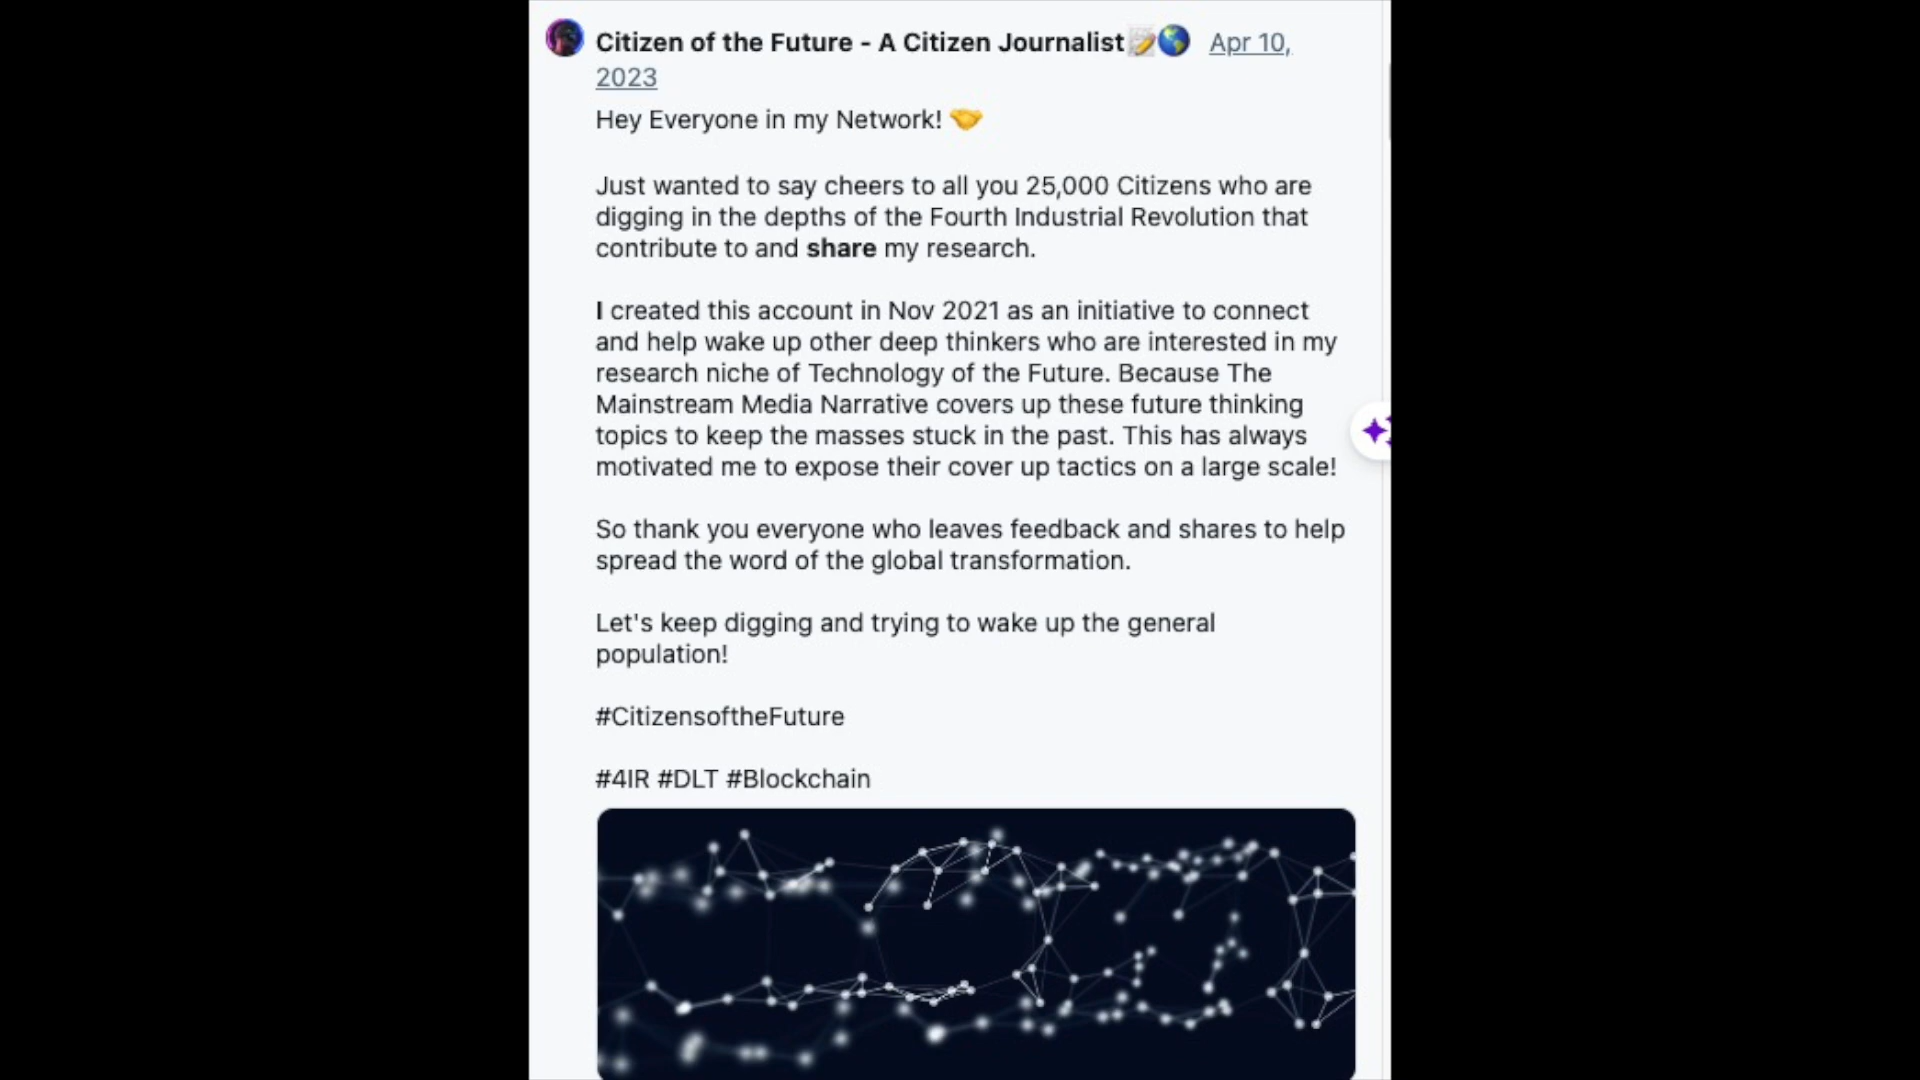 Citizen of the Future - A Citizen Journalist📝🌎 Apr 10,
2023
Hey Everyone in my Network! 🤝
Just wanted to say cheers to all you 25,000 Citizens who are
digging in the depths of the Fourth Industrial Revolution that
contribute to and share my research.
I created this account in Nov 2021 as an initiative to connect
and help wake up other deep thinkers who are interested in my
research niche of Technology of the Future. Because The
Mainstream Media Narrative covers up these future thinking
topics to keep the masses stuck in the past. This has always
motivated me to expose their cover up tactics on a large scale!
So thank you everyone who leaves feedback and shares to help
spread the word of the global transformation.
Let's keep digging and trying to wake up the general
population!
#CitizensoftheFuture
#4IR #DLT #Blockchain